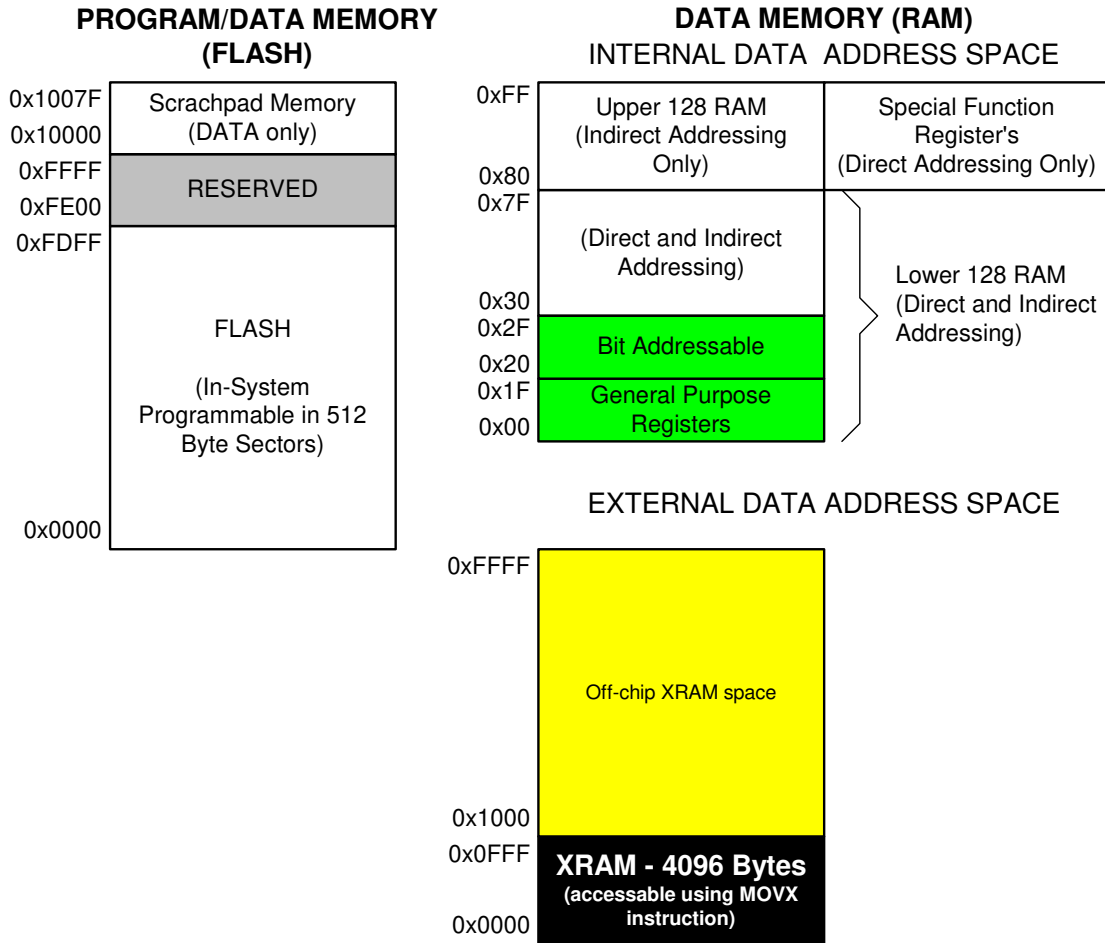 PROGRAM/DATA MEMORY
(FLASH)
0x1007F
Scrachpad Memory
(DATA only)
0x10000
0xFFFF
RESERVED
0xFE00
0xFDFF
FLASH
(In-System
Programmable in 512
Byte Sectors)
0x0000
DATA MEMORY (RAM)
INTERNAL DATA ADDRESS SPACE
0xFF
Upper 128 RAM
(Indirect Addressing
Only)
0x80
Special Function
Register's
(Direct Addressing Only)
0x7F
(Direct and Indirect
Addressing)
0x30
Lower 128 RAM
(Direct and Indirect
Addressing)
0x2F
Bit Addressable
0x20
0x1F
General Purpose
Registers
0x00
EXTERNAL DATA ADDRESS SPACE
0xFFFF
Off-chip XRAM space
0x1000
0x0FFF
XRAM - 4096 Bytes
(accessable using MOVX
instruction)
0x0000